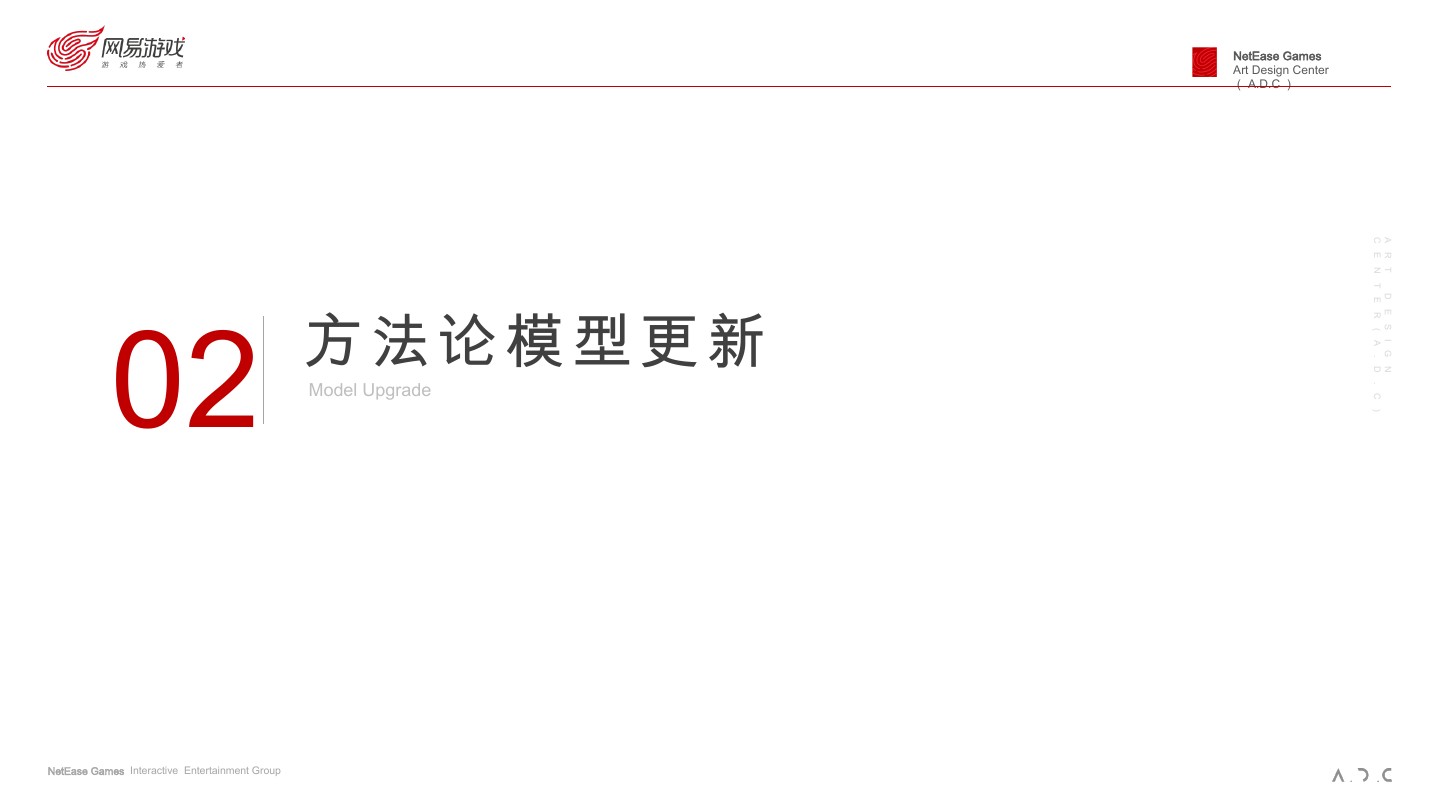 网易游戏
游戏热爱者
NetEase Games
Art Design Center
( A.D.C )
ART DESIGN
CENTER(A.D.C)
02
方法论模型更新
Model Upgrade
NetEase Games Interactive Entertainment Group
A.D.C